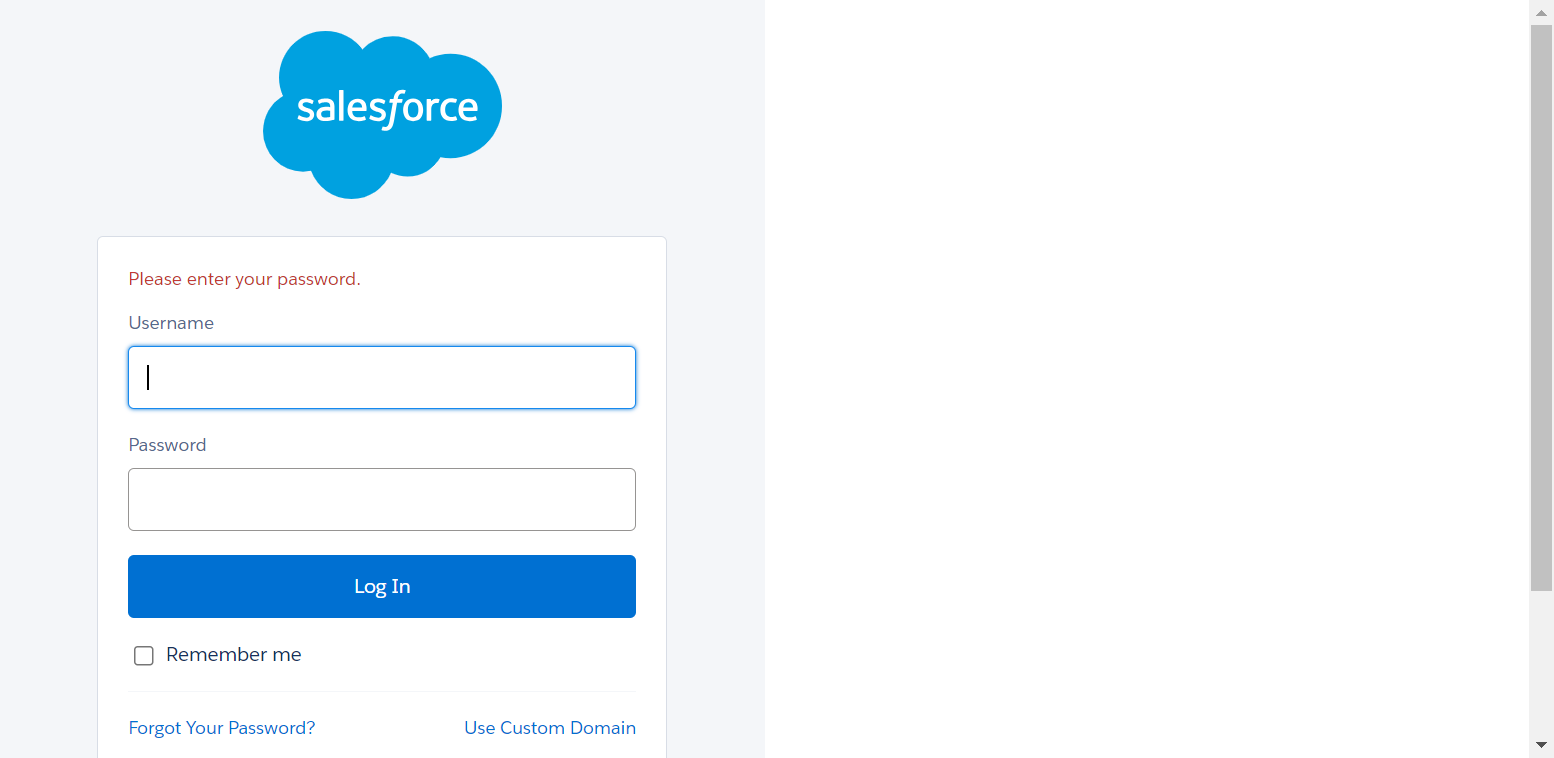 salesforce
Please enter your password.
Username
Password
Log In
Remember me
Forgot Your Password? Use Custom Domain